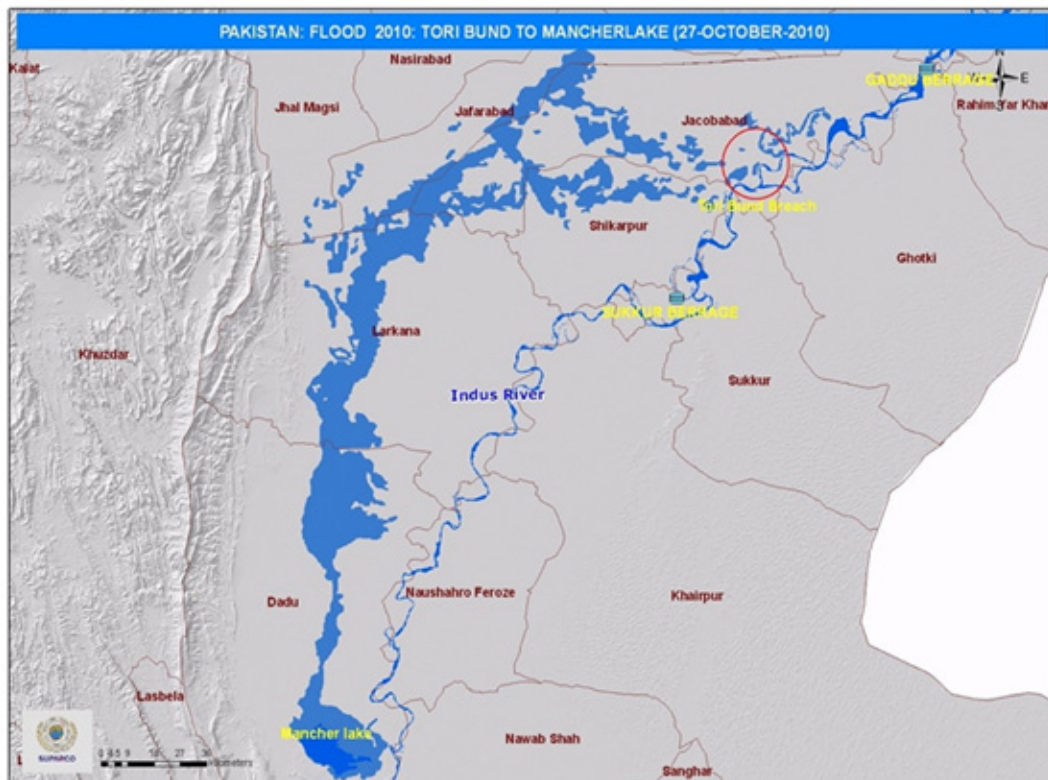 PAKISTAN: FLOOD 2010: TORI BUND TO MANCHERLAKE (27-OCTOBER-2010)
Kalat
Nasirabad
GADDU BERRAGE
E
S
Jhal Magsi
Jafarabad
Jacobabad
Rahim Yar Khan
Tori Bund Breach
Shikarpur
Ghotki
SUKKUR BERRAGE
Larkana
Khuzdar
Sukkur
Indus River
Dadu
Naushahro Feroze
Khairpur
Lasbela
Mancher lake
Nawab Shah
SUPARCO
Kilometers
Sanghar